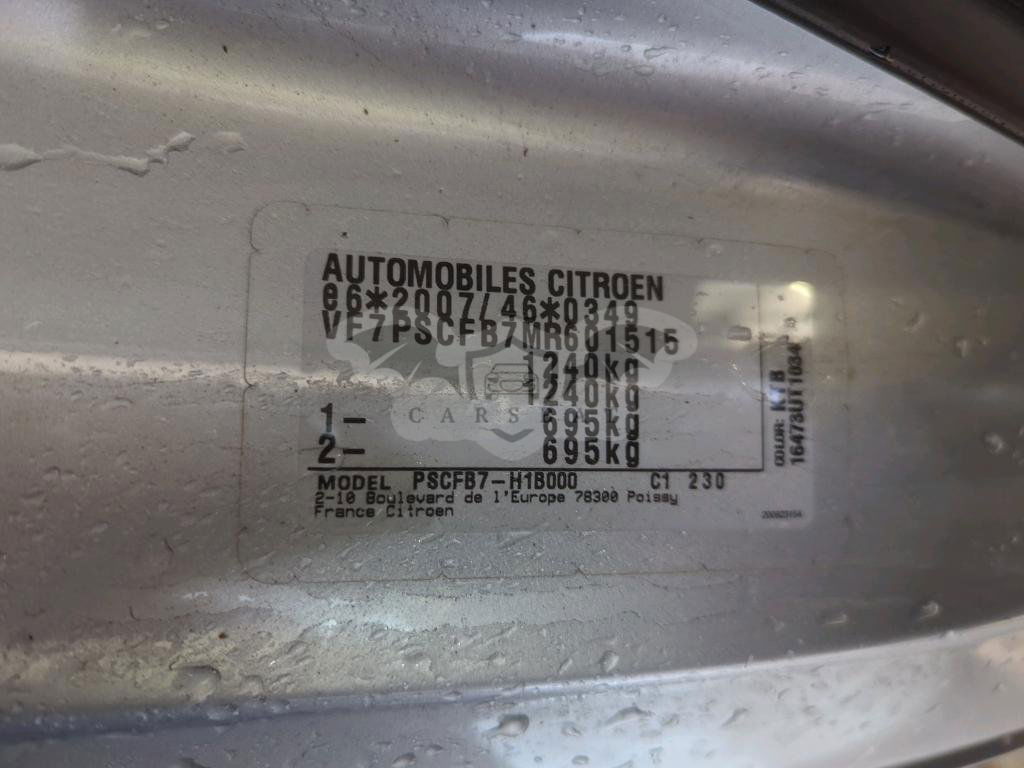 AUTOMOBILES CITROEN
e6*2007/46*0349
VF7PSCFB7MR601515
1240kg
1240kg
1- 695kg
2- 695kg
MODEL PSCFB7-H1B000 C1 230
2-10 Boulevard de l'Europe 78300 Poissy
France Citroen
COLOR: KTB
CARS